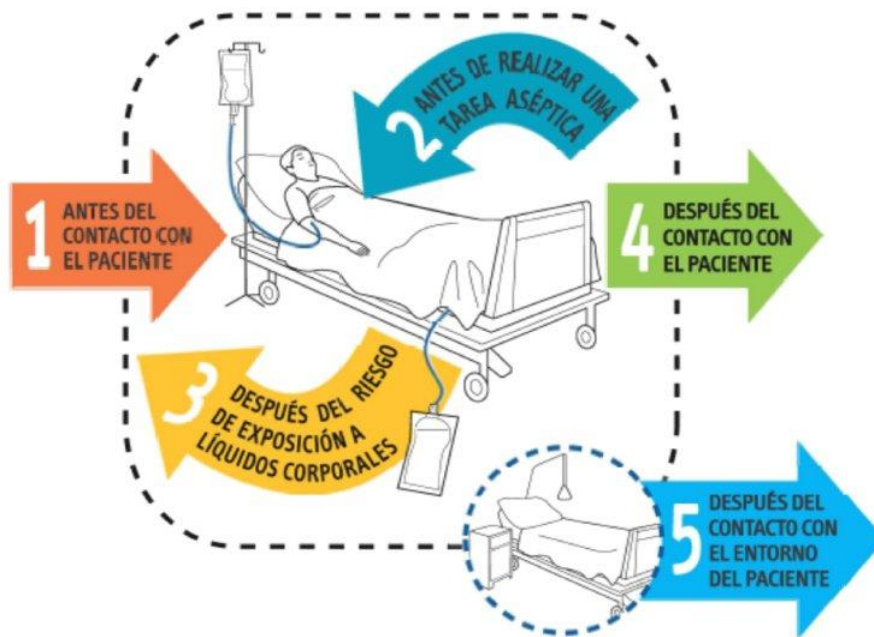 1
ANTES DEL
CONTACTO CON
EL PACIENTE
2
ANTES DE REALIZAR UNA
TAREA ASÉPTICA
3
DESPUÉS DEL RIESGO
DE EXPOSICIÓN A
LÍQUIDOS CORPORALES
4
DESPUÉS DEL
CONTACTO CON
EL PACIENTE
5
DESPUÉS DEL
CONTACTO CON
EL ENTORNO
DEL PACIENTE